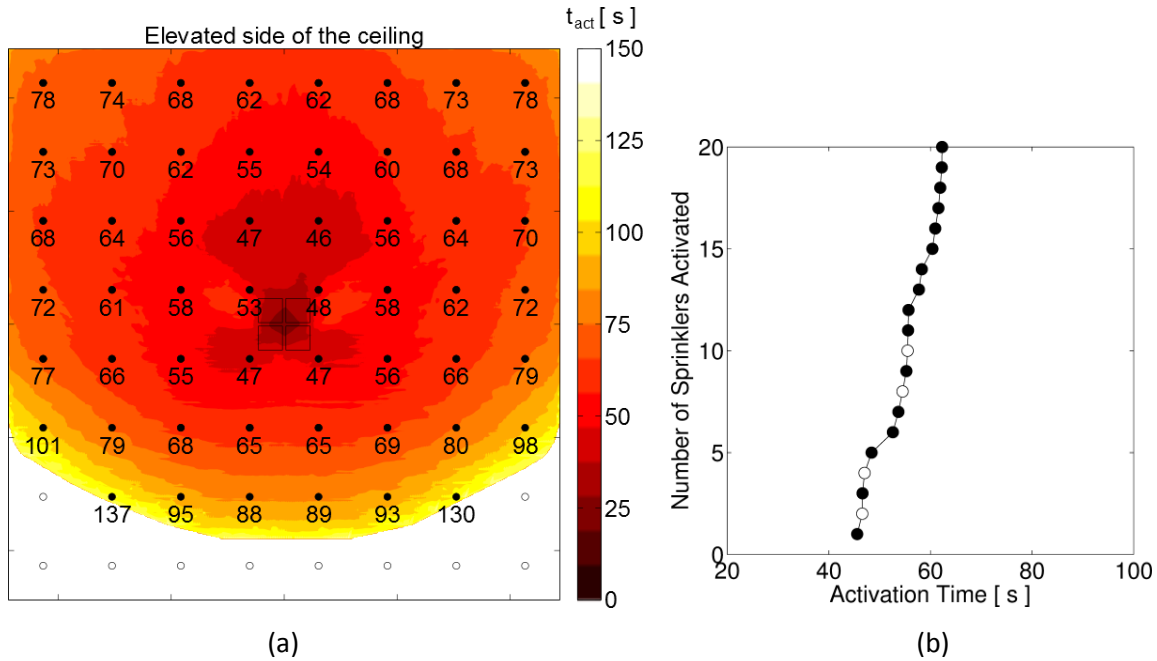 t_act [ s ]
Elevated side of the ceiling
150
125
100
75
50
25
0
78 74 68 62 62 68 73 78
73 70 62 55 54 60 68 73
68 64 56 47 46 56 64 70
72 61 58 53 48 58 62 72
77 66 55 47 47 56 66 79
101 79 68 65 65 69 80 98
137 95 88 89 93 130
(a)
Number of Sprinklers Activated
20
15
10
5
0
20 40 60 80 100
Activation Time [ s ]
(b)